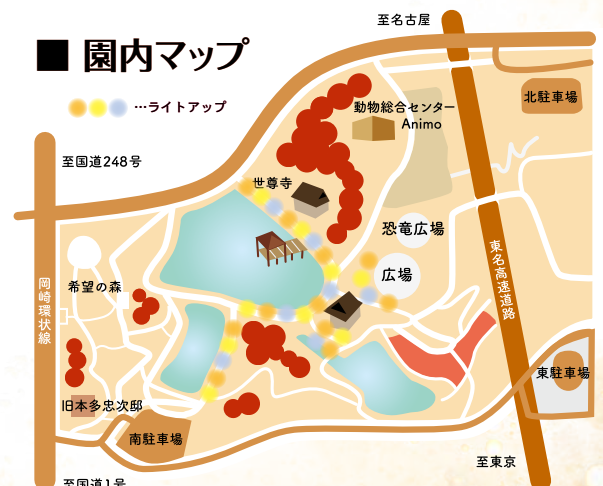 ■ 園内マップ
…ライトアップ
至名古屋
至国道248号
動物総合センター
Animo
北駐車場
世尊寺
恐竜広場
広場
東名高速道路
希望の森
岡崎環状線
旧本多忠次邸
南駐車場
東駐車場
至東京
至国道1号